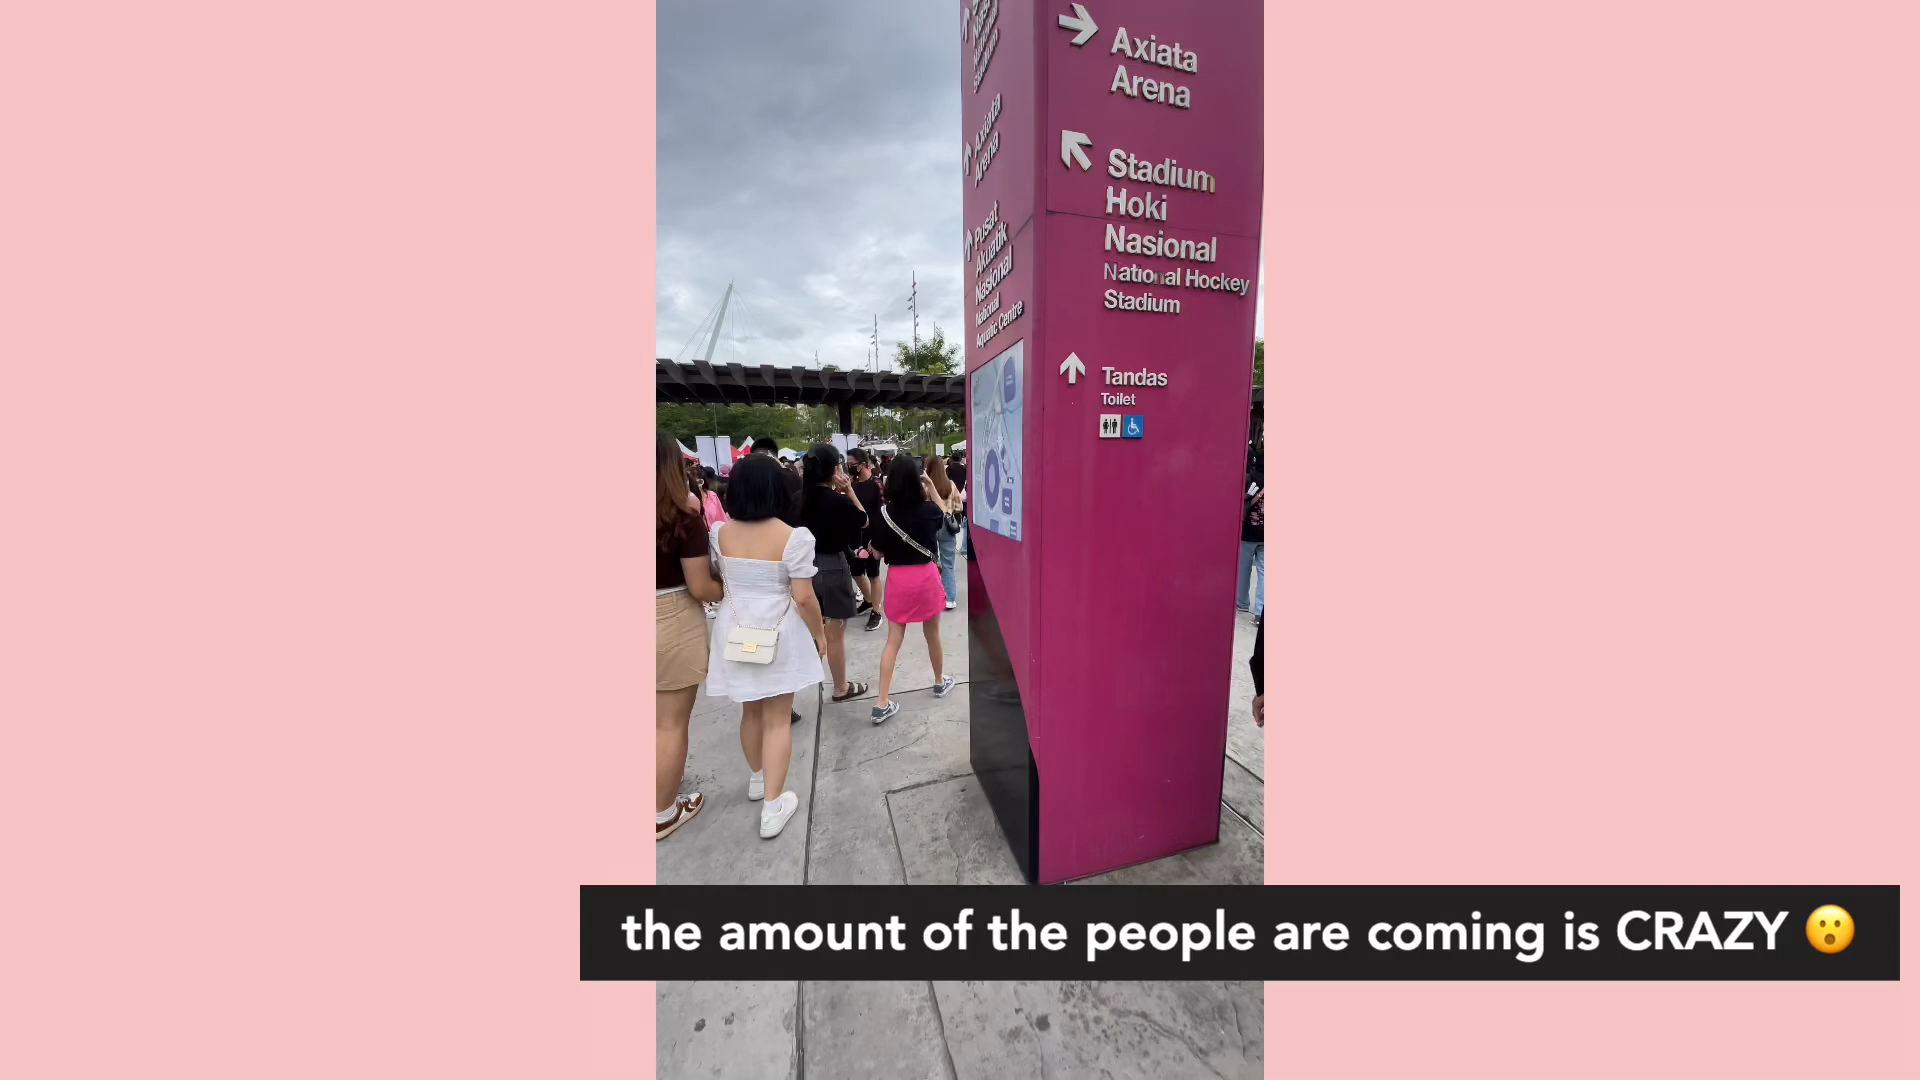 Stadium
Axiata
Arena
Pusat
Akuatik
Nasional
National
Aquatic Centre
Axiata
Arena
Stadium
Hoki
Nasional
National Hockey
Stadium
Tandas
Toilet
the amount of the people are coming is CRAZY 😮